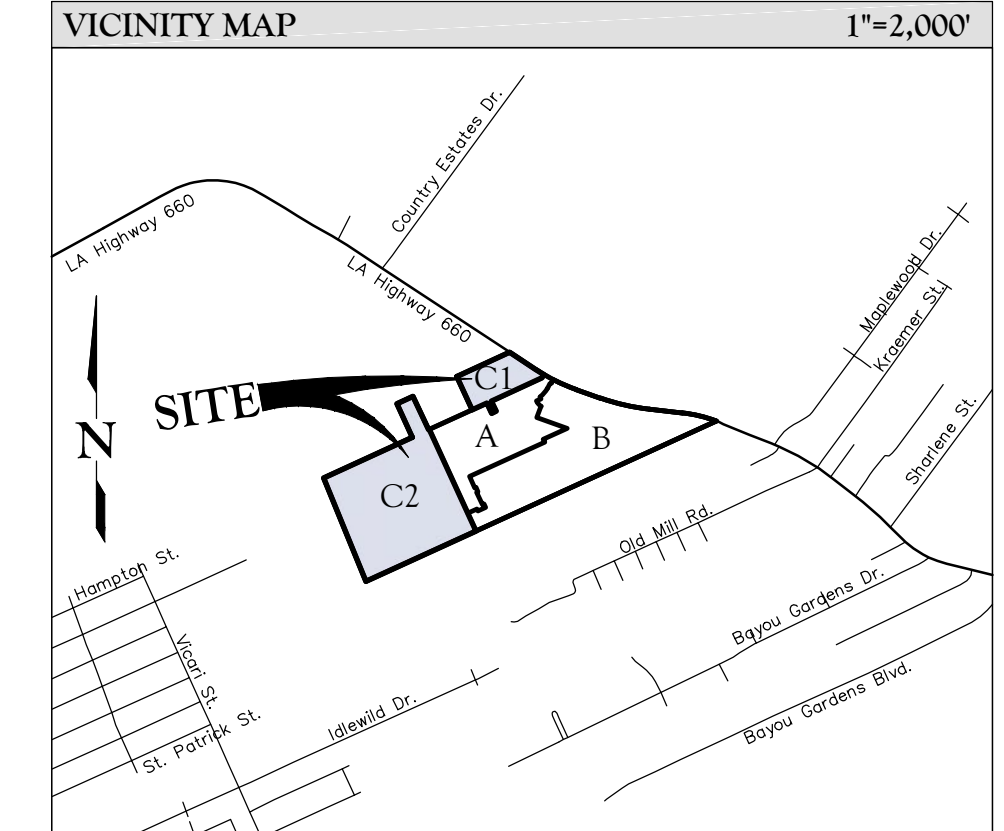 VICINITY MAP 1"=2,000'
Country Estates Dr.
LA Highway 660
LA Highway 660
Maplewood Dr.
Kraemer St.
SITE
C1
N
A
B
C2
Sharlene St.
Old Mill Rd.
Hampton St.
Bayou Gardens Dr.
Vicari St.
Idlewild Dr.
St. Patrick St.
Bayou Gardens Blvd.